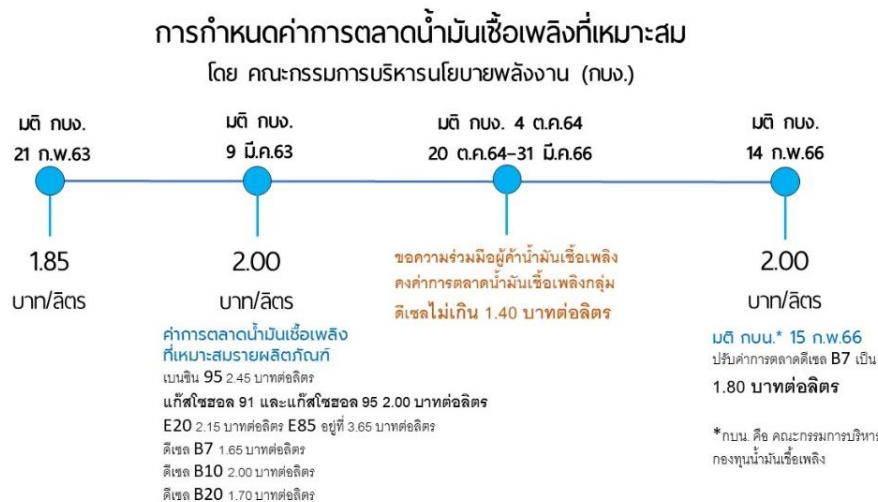 การกำหนดค่าการตลาดน้ำมันเชื้อเพลิงที่เหมาะสม
โดย คณะกรรมการบริหารนโยบายพลังงาน (กบง.)
มติ กบง.
21 ก.พ.63
1.85
บาท/ลิตร
มติ กบง.
9 มี.ค.63
2.00
บาท/ลิตร
ค่าการตลาดน้ำมันเชื้อเพลิง
ที่เหมาะสมรายผลิตภัณฑ์
เบนซิน 95 2.45 บาทต่อลิตร
แก๊สโซฮอล 91 และแก๊สโซฮอล 95 2.00 บาทต่อลิตร
E20 2.15 บาทต่อลิตร E85 อยู่ที่ 3.65 บาทต่อลิตร
ดีเซล B7 1.65 บาทต่อลิตร
ดีเซล B10 2.00 บาทต่อลิตร
ดีเซล B20 1.70 บาทต่อลิตร
มติ กบง. 4 ต.ค.64
20 ต.ค.64-31 มี.ค.66
ขอความร่วมมือผู้ค้าน้ำมันเชื้อเพลิง
คงค่าการตลาดน้ำมันเชื้อเพลิงกลุ่ม
ดีเซลไม่เกิน 1.40 บาทต่อลิตร
มติ กบง.
14 ก.พ.66
2.00
บาท/ลิตร
มติ กบน.* 15 ก.พ.66
ปรับค่าการตลาดดีเซล B7 เป็น
1.80 บาทต่อลิตร
*กบน. คือ คณะกรรมการบริหาร
กองทุนน้ำมันเชื้อเพลิง